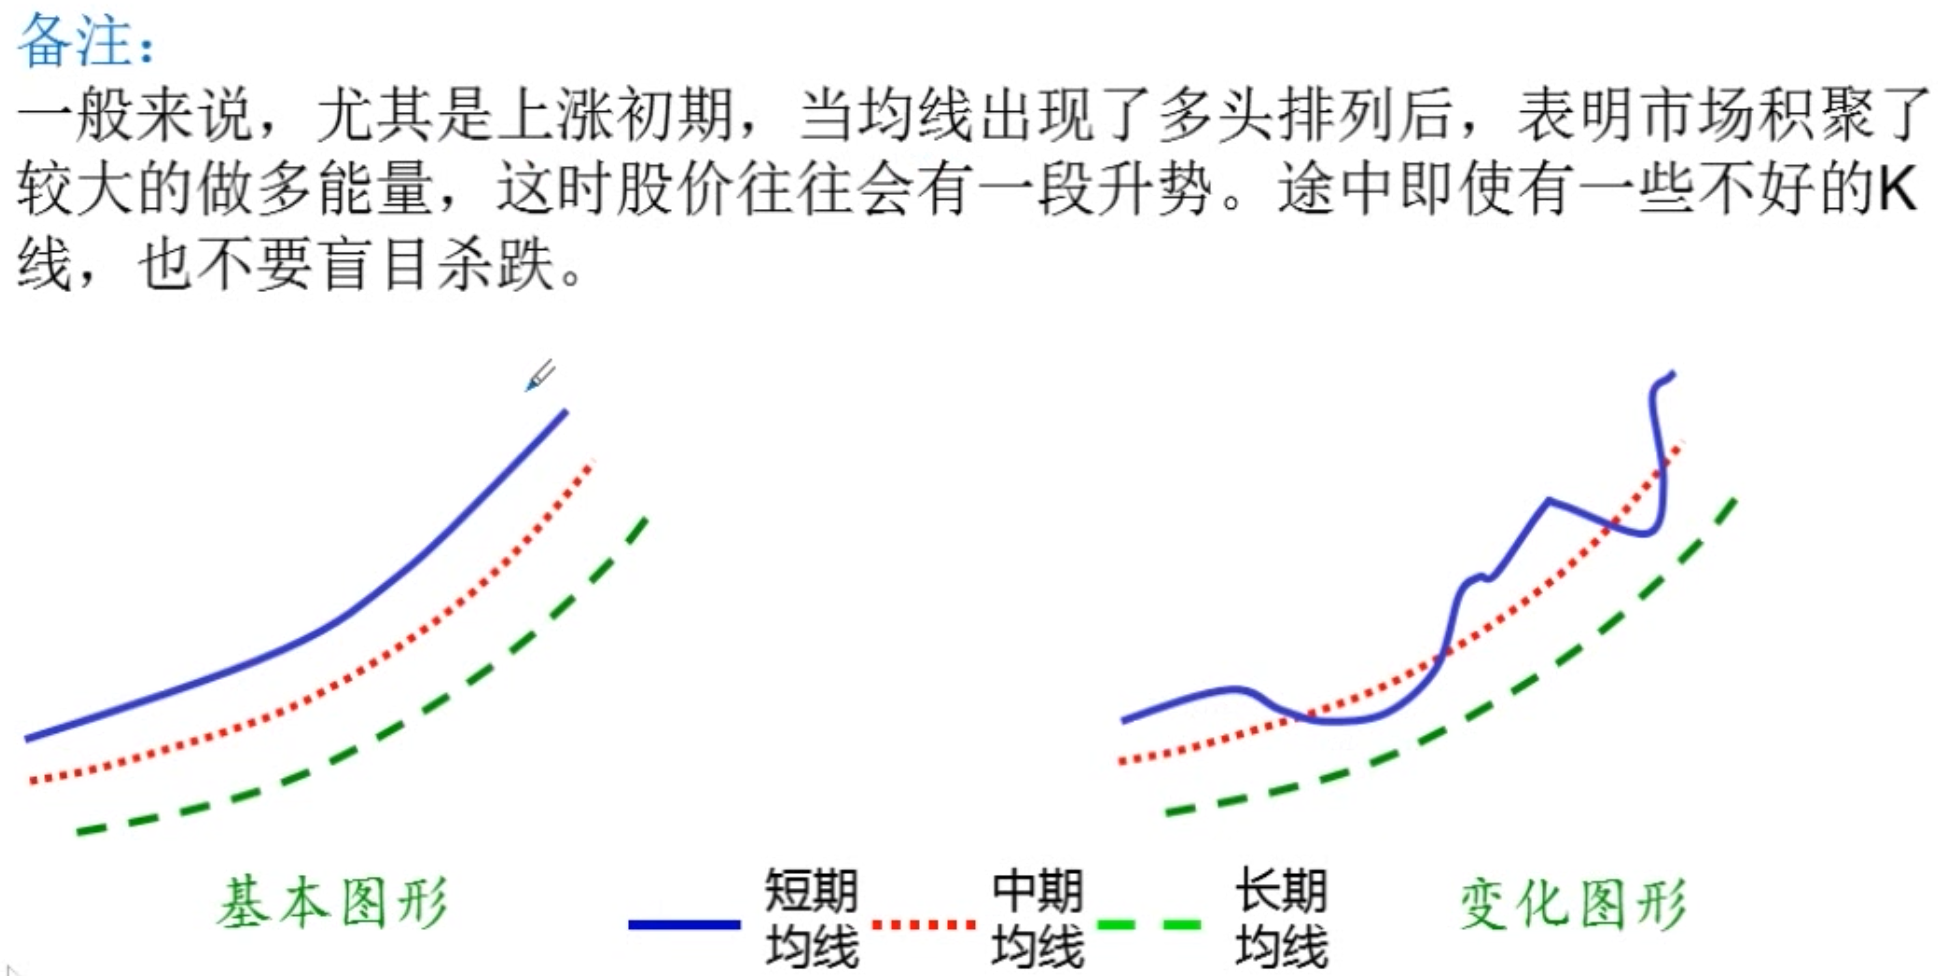 备注：
一般来说，尤其是上涨初期，当均线出现了多头排列后，表明市场积聚了
较大的做多能量，这时股价往往会有一段升势。途中即使有一些不好的K
线，也不要盲目杀跌。
基本图形
短期
均线
中期
均线
长期
均线
变化图形